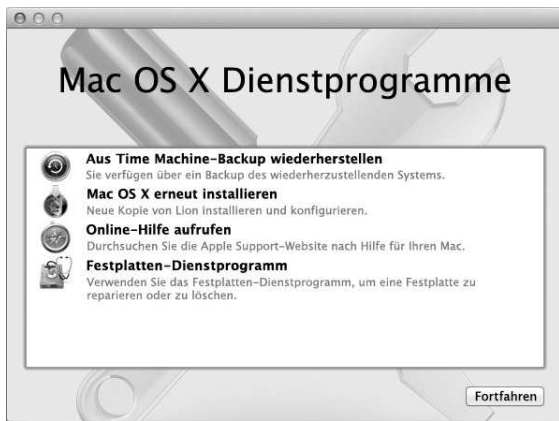 Mac OS X Dienstprogramme
Aus Time Machine-Backup wiederherstellen
Sie verfügen über ein Backup des wiederherzustellenden Systems.
Mac OS X erneut installieren
Neue Kopie von Lion installieren und konfigurieren.
Online-Hilfe aufrufen
Durchsuchen Sie die Apple Support-Website nach Hilfe für Ihren Mac.
Festplatten-Dienstprogramm
Verwenden Sie das Festplatten-Dienstprogramm, um eine Festplatte zu
reparieren oder zu löschen.
Fortfahren